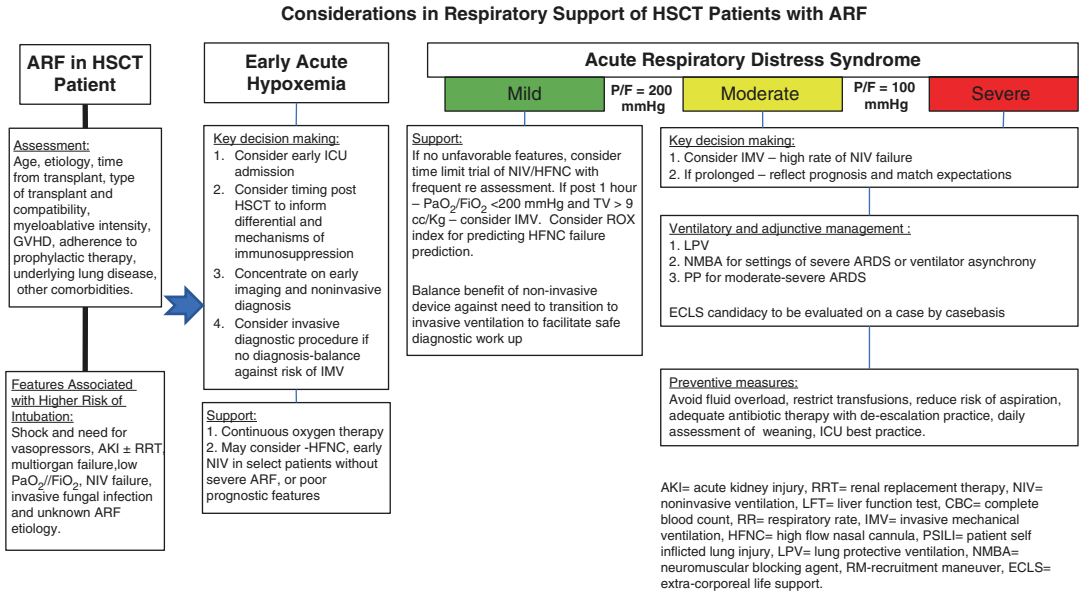 Considerations in Respiratory Support of HSCT Patients with ARF
ARF in HSCT
Patient
Assessment:
Age, etiology, time
from transplant, type
of transplant and
compatibility,
myeloablative intensity,
GVHD, adherence to
prophylactic therapy,
underlying lung disease,
other comorbidities.
Features Associated
with Higher Risk of
Intubation:
Shock and need for
vasopressors, AKI ± RRT,
multiorgan failure,low
PaO2//FiO2, NIV failure,
invasive fungal infection
and unknown ARF
etiology.
Early Acute
Hypoxemia
Key decision making:
1. Consider early ICU
admission
2. Consider timing post
HSCT to inform
differential and
mechanisms of
immunosuppression
3. Concentrate on early
imaging and noninvasive
diagnosis
4. Consider invasive
diagnostic procedure if
no diagnosis-balance
against risk of IMV
Support:
1. Continuous oxygen therapy
2. May consider -HFNC, early
NIV in select patients without
severe ARF, or poor
prognostic features
Acute Respiratory Distress Syndrome
Mild
P/F = 200
mmHg
Moderate
P/F = 100
mmHg
Severe
Support:
If no unfavorable features, consider
time limit trial of NIV/HFNC with
frequent re assessment. If post 1 hour
– PaO2/FiO2 <200 mmHg and TV > 9
cc/Kg – consider IMV. Consider ROX
index for predicting HFNC failure
prediction.
Balance benefit of non-invasive
device against need to transition to
invasive ventilation to facilitate safe
diagnostic work up
Key decision making:
1. Consider IMV – high rate of NIV failure
2. If prolonged – reflect prognosis and match expectations
Ventilatory and adjunctive management :
1. LPV
2. NMBA for settings of severe ARDS or ventilator asynchrony
3. PP for moderate-severe ARDS
ECLS candidacy to be evaluated on a case by casebasis
Preventive measures:
Avoid fluid overload, restrict transfusions, reduce risk of aspiration,
adequate antibiotic therapy with de-escalation practice, daily
assessment of weaning, ICU best practice.
AKI= acute kidney injury, RRT= renal replacement therapy, NIV=
noninvasive ventilation, LFT= liver function test, CBC= complete
blood count, RR= respiratory rate, IMV= invasive mechanical
ventilation, HFNC= high flow nasal cannula, PSILI= patient self
inflicted lung injury, LPV= lung protective ventilation, NMBA=
neuromuscular blocking agent, RM-recruitment maneuver, ECLS=
extra-corporeal life support.